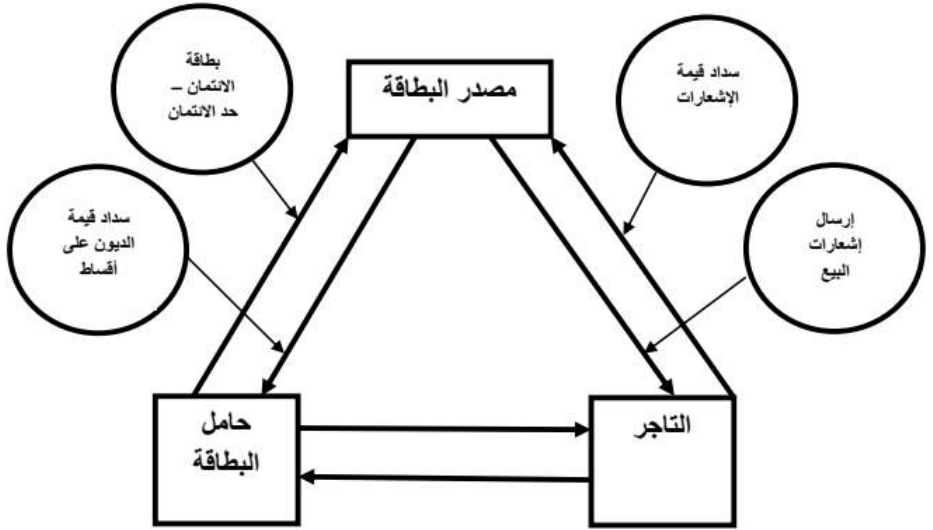 بطاقة
الائتمان –
حد الائتمان
مصدر البطاقة
سداد قيمة
الإشعارات
سداد قيمة
الديون على
أقساط
إرسال
إشعارات
البيع
حامل
البطاقة
التاجر